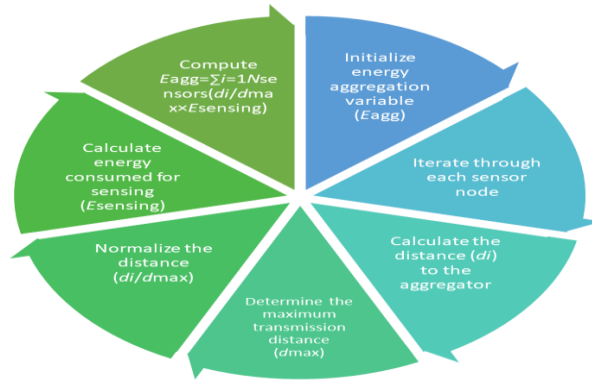 Initialize
energy
aggregation
variable
(Eagg)
Iterate through
each sensor
node
Calculate the
distance (di)
to the
aggregator
Determine the
maximum
transmission
distance
(dmax)
Normalize the
distance
(di/dmax)
Calculate
energy
consumed for
sensing
(Esensing)
Compute
Eagg=∑i=1Nse
nsors(di/dma
x×Esensing)